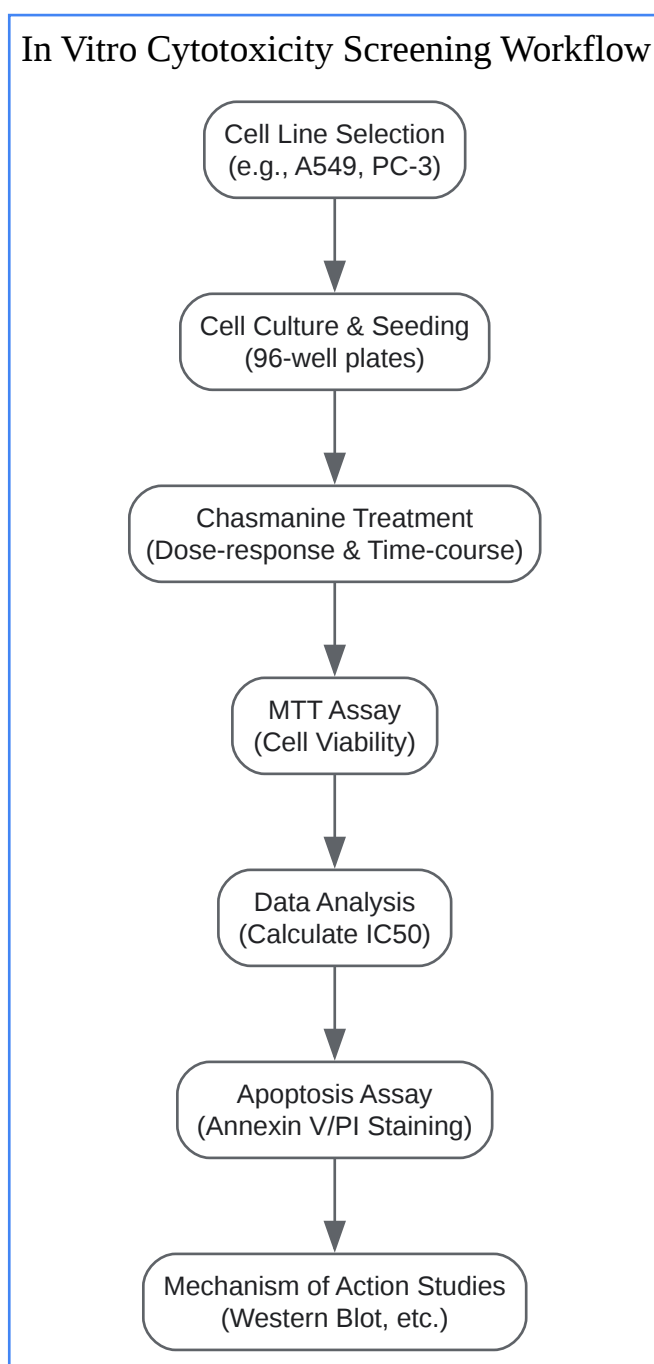 In Vitro Cytotoxicity Screening Workflow
Cell Line Selection
(e.g., A549, PC-3)
Cell Culture & Seeding
(96-well plates)
Chasmanine Treatment
(Dose-response & Time-course)
MTT Assay
(Cell Viability)
Data Analysis
(Calculate IC50)
Apoptosis Assay
(Annexin V/PI Staining)
Mechanism of Action Studies
(Western Blot, etc.)